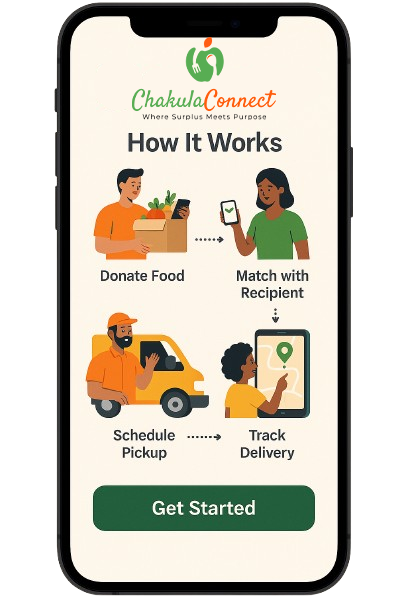 ChakulaConnect
Where Surplus Meets Purpose
How It Works
Donate Food
Match with
Recipient
Schedule
Pickup
Track
Delivery
Get Started